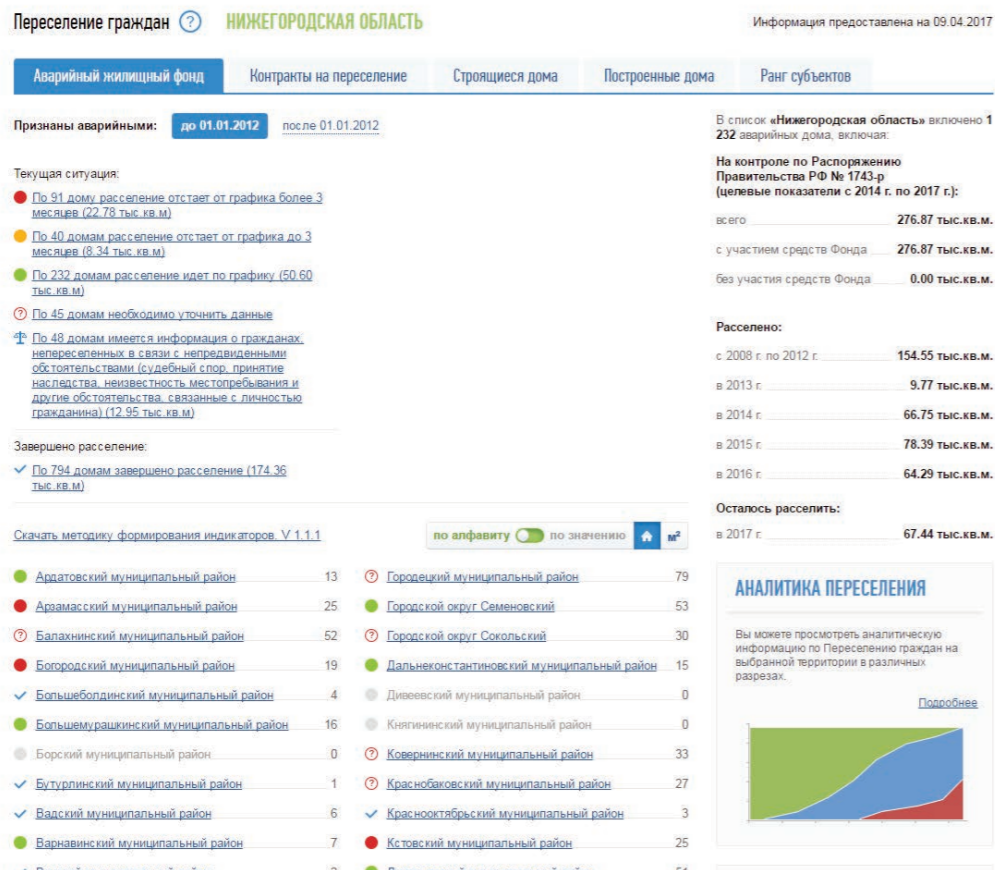 Переселение граждан ? НИЖЕГОРОДСКАЯ ОБЛАСТЬ
Информация предоставлена на 09.04.2017
Аварийный жилищный фонд Контракты на переселение Строящиеся дома Построенные дома Ранг субъектов
Признаны аварийными: до 01.01.2012 после 01.01.2012
Текущая ситуация:
По 91 дому расселение отстает от графика более 3
месяцев (22.78 тыс.кв.м)
По 40 домам расселение отстает от графика до 3
месяцев (8.34 тыс.кв.м)
По 232 домам расселение идет по графику (50.60
тыс.кв.м)
? По 45 домам необходимо уточнить данные
По 48 домам имеется информация о гражданах,
непереселенных в связи с непредвиденными
обстоятельствами (судебный спор, принятие
наследства, неизвестность местопребывания и
другие обстоятельства, связанные с личностью
гражданина) (12.95 тыс.кв.м)
Завершено расселение:
По 794 домам завершено расселение (174.36
тыс.кв.м)
Скачать методику формирования индикаторов. V 1.1.1
по алфавиту по значению м²
Ардатовский муниципальный район 13
Арзамасский муниципальный район 25
? Балахнинский муниципальный район 52
Богородский муниципальный район 19
Большеболдинский муниципальный район 4
Большемурашкинский муниципальный район 16
Борский муниципальный район 0
Бутурлинский муниципальный район 1
Вадский муниципальный район 6
Варнавинский муниципальный район 7
? Городецкий муниципальный район 79
Городской округ Семеновский 53
? Городской округ Сокольский 30
Дальнеконстантиновский муниципальный район 15
Дивеевский муниципальный район 0
Княгининский муниципальный район 0
? Ковернинский муниципальный район 33
? Краснобаковский муниципальный район 27
Краснооктябрьский муниципальный район 3
Кстовский муниципальный район 25
В список «Нижегородская область» включено 1
232 аварийных дома, включая:
На контроле по Распоряжению
Правительства РФ № 1743-р
(целевые показатели с 2014 г. по 2017 г.):
всего 276.87 тыс.кв.м.
с участием средств Фонда 276.87 тыс.кв.м.
без участия средств Фонда 0.00 тыс.кв.м.
Расселено:
с 2008 г. по 2012 г. 154.55 тыс.кв.м.
в 2013 г. 9.77 тыс.кв.м.
в 2014 г. 66.75 тыс.кв.м.
в 2015 г. 78.39 тыс.кв.м.
в 2016 г. 64.29 тыс.кв.м.
Осталось расселить:
в 2017 г. 67.44 тыс.кв.м.
АНАЛИТИКА ПЕРЕСЕЛЕНИЯ
Вы можете просмотреть аналитическую
информацию по Переселению граждан на
выбранной территории в различных
разрезах.
Подробнее